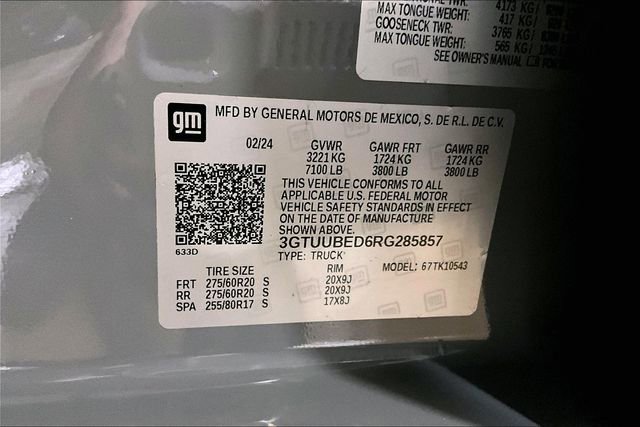 MAX TONGUE WEIGHT: 4173 KG/
GOOSENECK TWR: 417 KG/
MAX TONGUE WEIGHT: 3765 KG/
565 KG/
SEE OWNER'S MANUAL
gm
MFD BY GENERAL MOTORS DE MEXICO, S. DE R.L. DE C.V.
02/24 GVWR GAWR FRT GAWR RR
3221 KG 1724 KG 1724 KG
7100 LB 3800 LB 3800 LB
THIS VEHICLE CONFORMS TO ALL
APPLICABLE U.S. FEDERAL MOTOR
VEHICLE SAFETY STANDARDS IN EFFECT
ON THE DATE OF MANUFACTURE
SHOWN ABOVE.
3GTUUBED6RG285857
633D
TYPE: TRUCK
TIRE SIZE RIM MODEL: 67TK10543
FRT 275/60R20 S 20X9J
RR 275/60R20 S 20X9J
SPA 255/80R17 S 17X8J